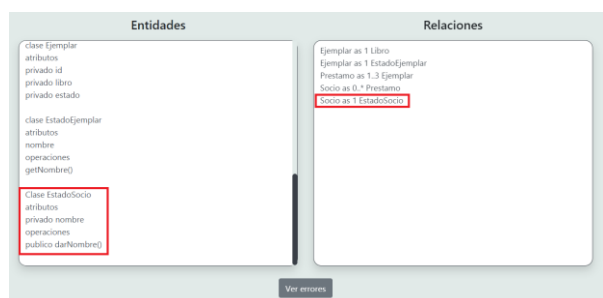 Entidades
clase Ejemplar
atributos
privado id
privado libro
privado estado
clase EstadoEjemplar
atributos
nombre
operaciones
getNombre()
Clase EstadoSocio
atributos
privado nombre
operaciones
publico darNombre()
Relaciones
Ejemplar as 1 Libro
Ejemplar as 1 EstadoEjemplar
Prestamo as 1..3 Ejemplar
Socio as 0..* Prestamo
Socio as 1 EstadoSocio
Ver errores